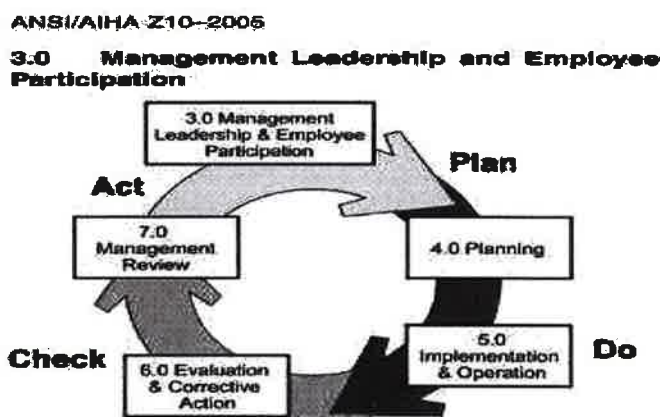 ANSI/AIHA Z10–2005
3.0 Management Leadership and Employee
Participation
3.0 Management
Leadership & Employee
Participation
Act
Plan
7.0
Management
Review
4.0 Planning
Check
6.0 Evaluation
& Corrective
Action
5.0
Implementation
& Operation
Do